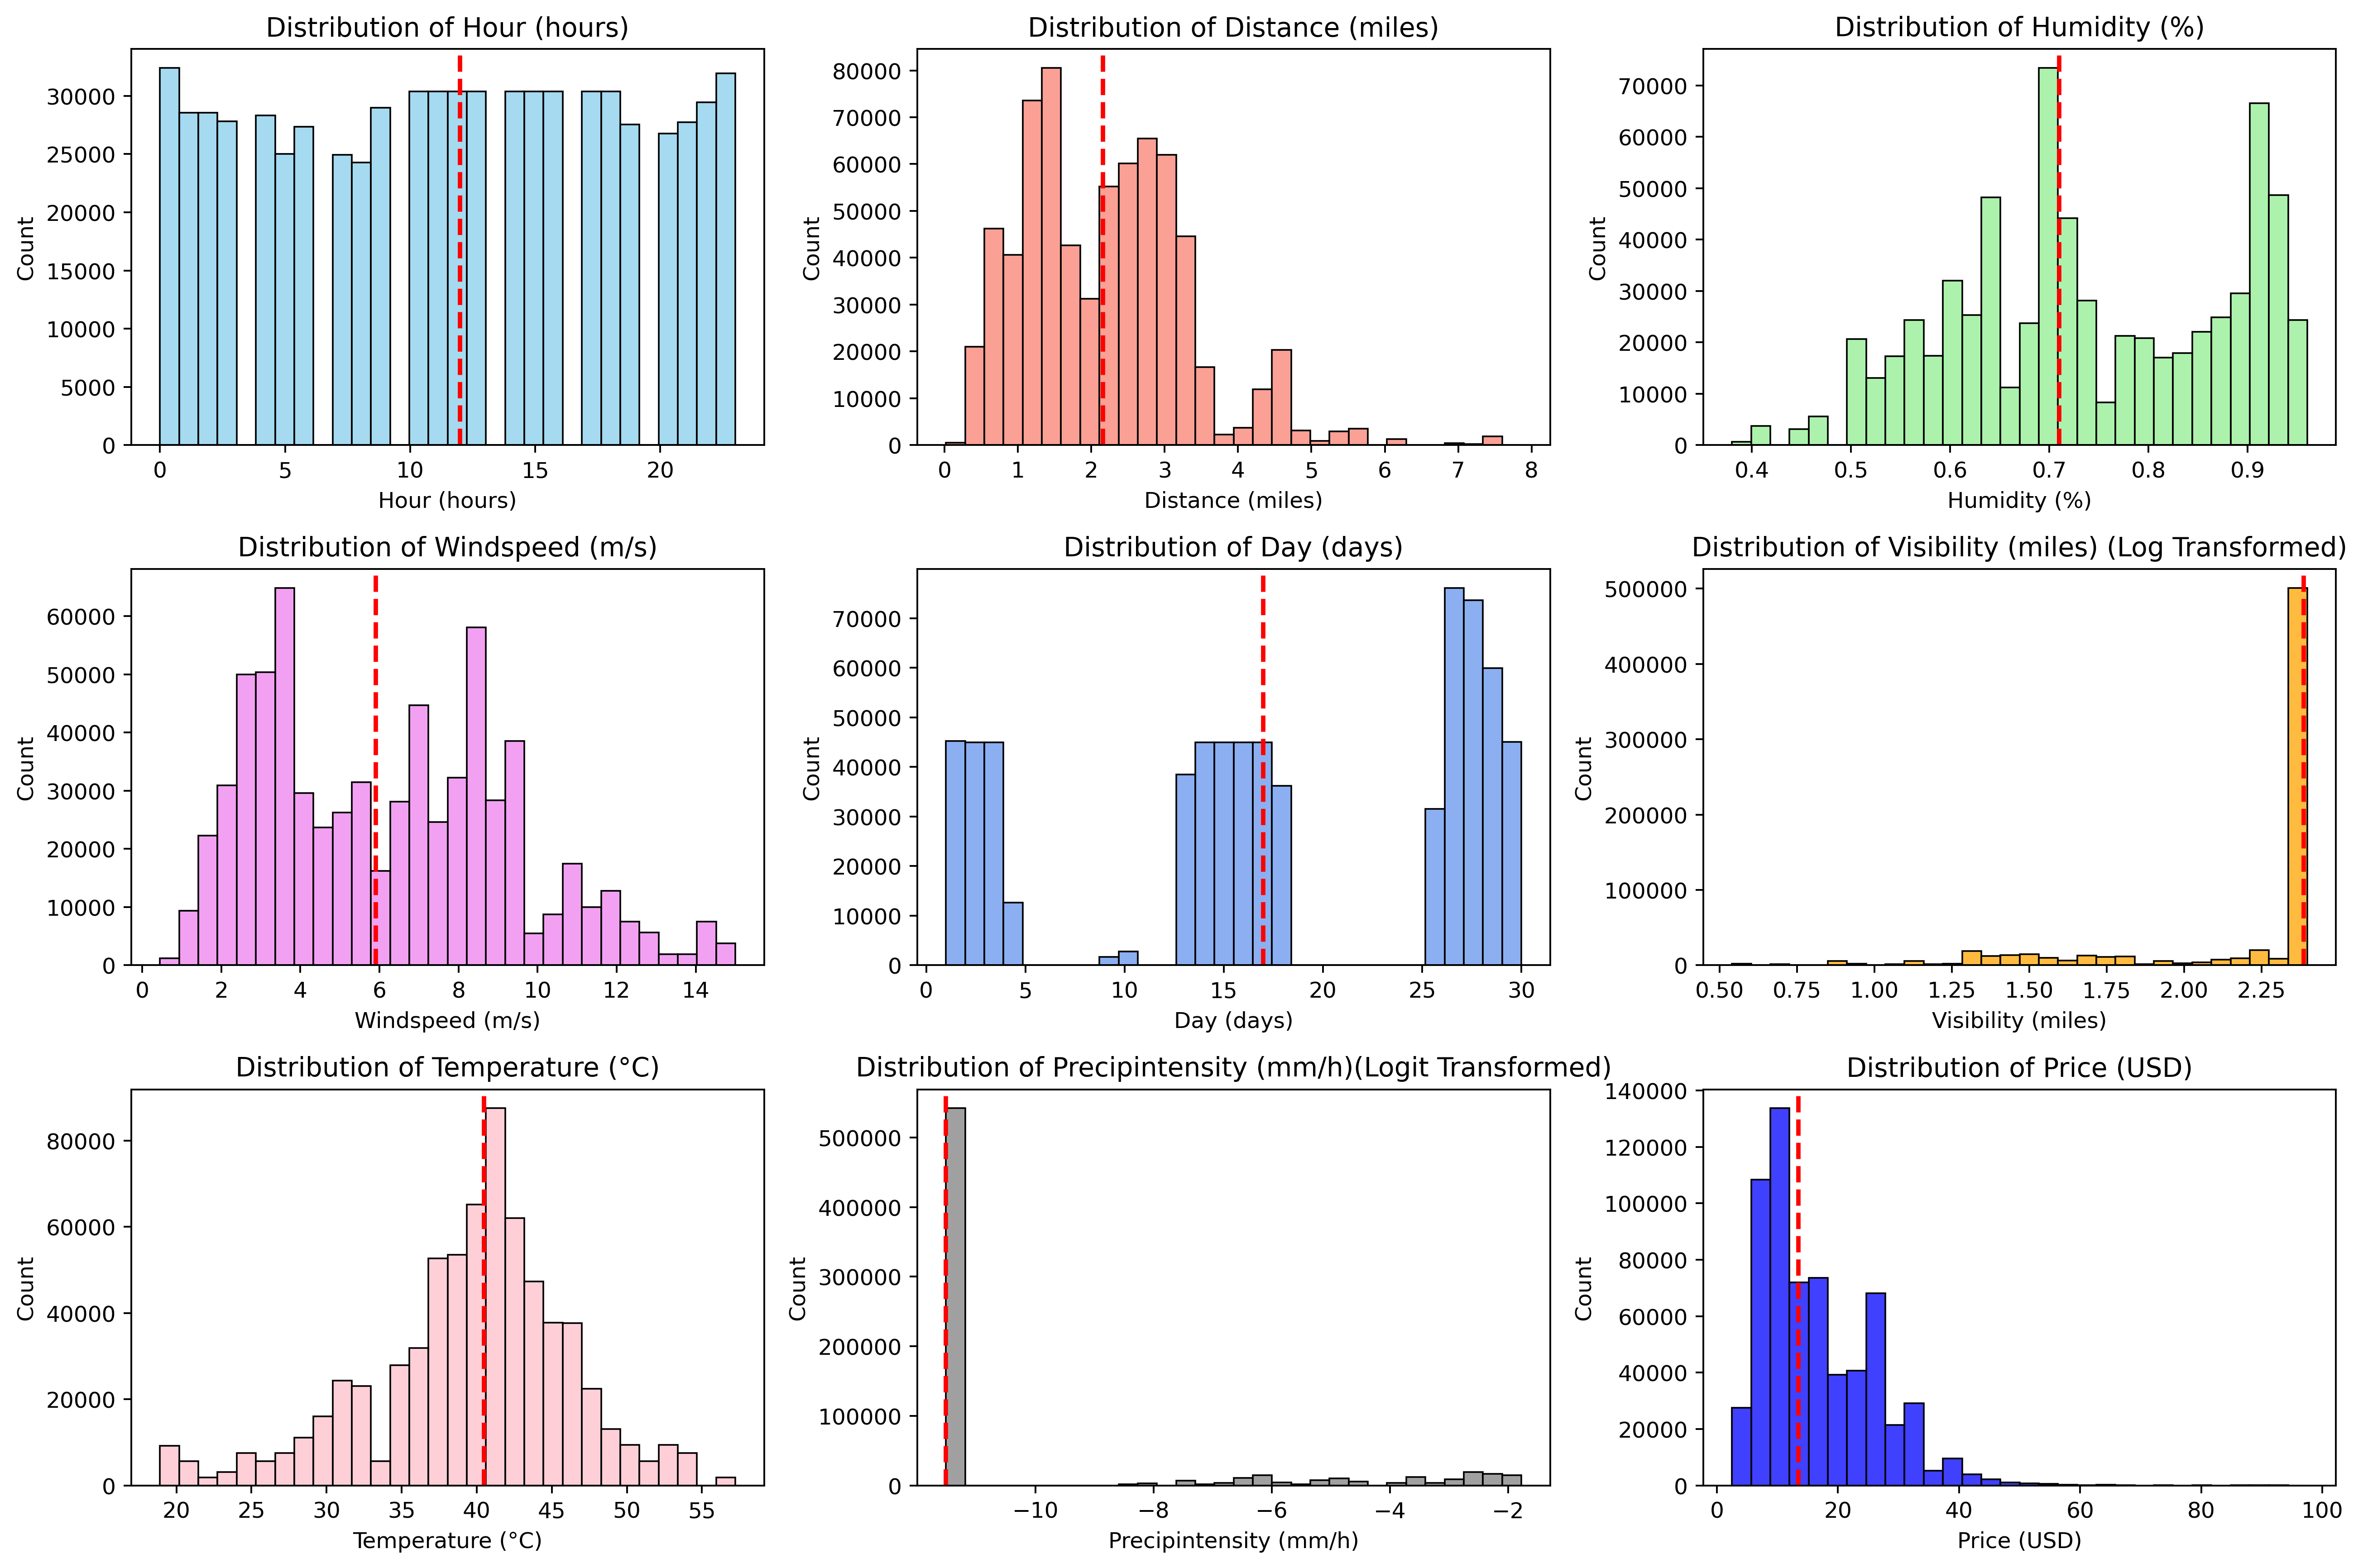 Distribution of Hour (hours)
Count
30000
25000
20000
15000
10000
5000
0
0 5 10 15 20
Hour (hours)
Distribution of Distance (miles)
Count
80000
70000
60000
50000
40000
30000
20000
10000
0
0 1 2 3 4 5 6 7 8
Distance (miles)
Distribution of Humidity (%)
Count
70000
60000
50000
40000
30000
20000
10000
0
0.4 0.5 0.6 0.7 0.8 0.9
Humidity (%)
Distribution of Windspeed (m/s)
Count
60000
50000
40000
30000
20000
10000
0
0 2 4 6 8 10 12 14
Windspeed (m/s)
Distribution of Day (days)
Count
70000
60000
50000
40000
30000
20000
10000
0
0 5 10 15 20 25 30
Day (days)
Distribution of Visibility (miles) (Log Transformed)
Count
500000
400000
300000
200000
100000
0
0.50 0.75 1.00 1.25 1.50 1.75 2.00 2.25
Visibility (miles)
Distribution of Temperature (°C)
Count
80000
60000
40000
20000
0
20 25 30 35 40 45 50 55
Temperature (°C)
Distribution of Precipintensity (mm/h)(Logit Transformed)
Count
500000
400000
300000
200000
100000
0
−10 −8 −6 −4 −2
Precipintensity (mm/h)
Distribution of Price (USD)
Count
140000
120000
100000
80000
60000
40000
20000
0
0 20 40 60 80 100
Price (USD)